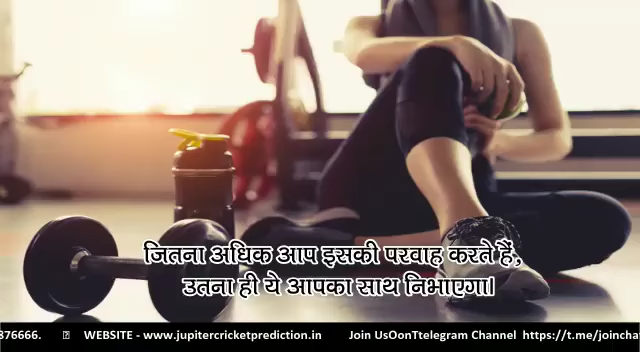 जितना अधिक आप इसकी परवाह करते हैं,
उतना ही ये आपका साथ निभाएगा।
876666. WEBSITE - www.jupitercricketprediction.in Join UsOonTtelegram Channel https://t.me/joincha